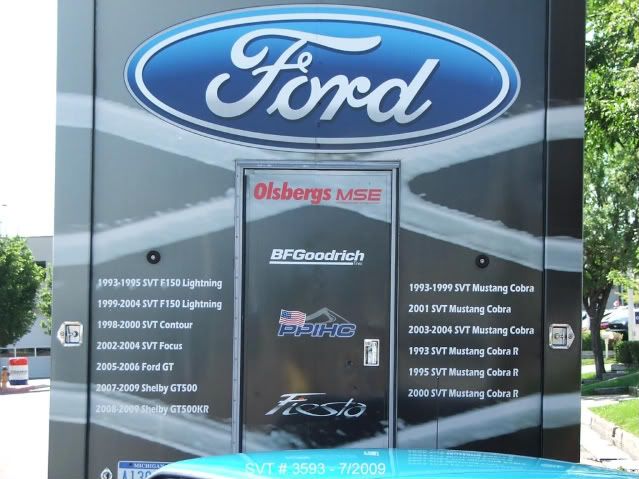 Ford
Olsbergs MSE
BFGoodrich
PPIHC
Fiesta
1993-1995 SVT F150 Lightning
1999-2004 SVT F150 Lightning
1998-2000 SVT Contour
2002-2004 SVT Focus
2005-2006 Ford GT
2007-2009 Shelby GT500
2008-2009 Shelby GT500KR
1993-1999 SVT Mustang Cobra
2001 SVT Mustang Cobra
2003-2004 SVT Mustang Cobra
1993 SVT Mustang Cobra R
1995 SVT Mustang Cobra R
2000 SVT Mustang Cobra R
MICHIGAN
SVT # 3593 - 7/2009